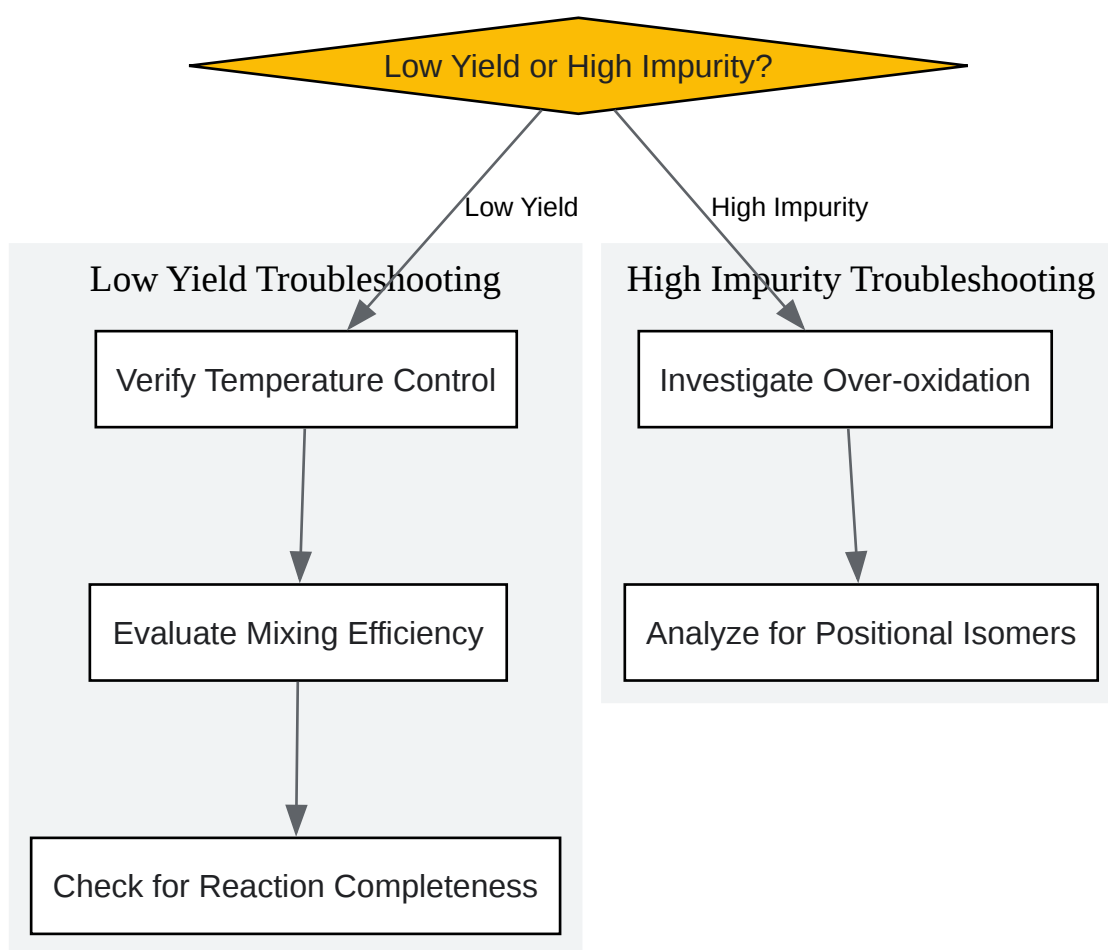 Low Yield or High Impurity?
Low Yield
High Impurity
Low Yield Troubleshooting
Verify Temperature Control
Evaluate Mixing Efficiency
Check for Reaction Completeness
High Impurity Troubleshooting
Investigate Over-oxidation
Analyze for Positional Isomers